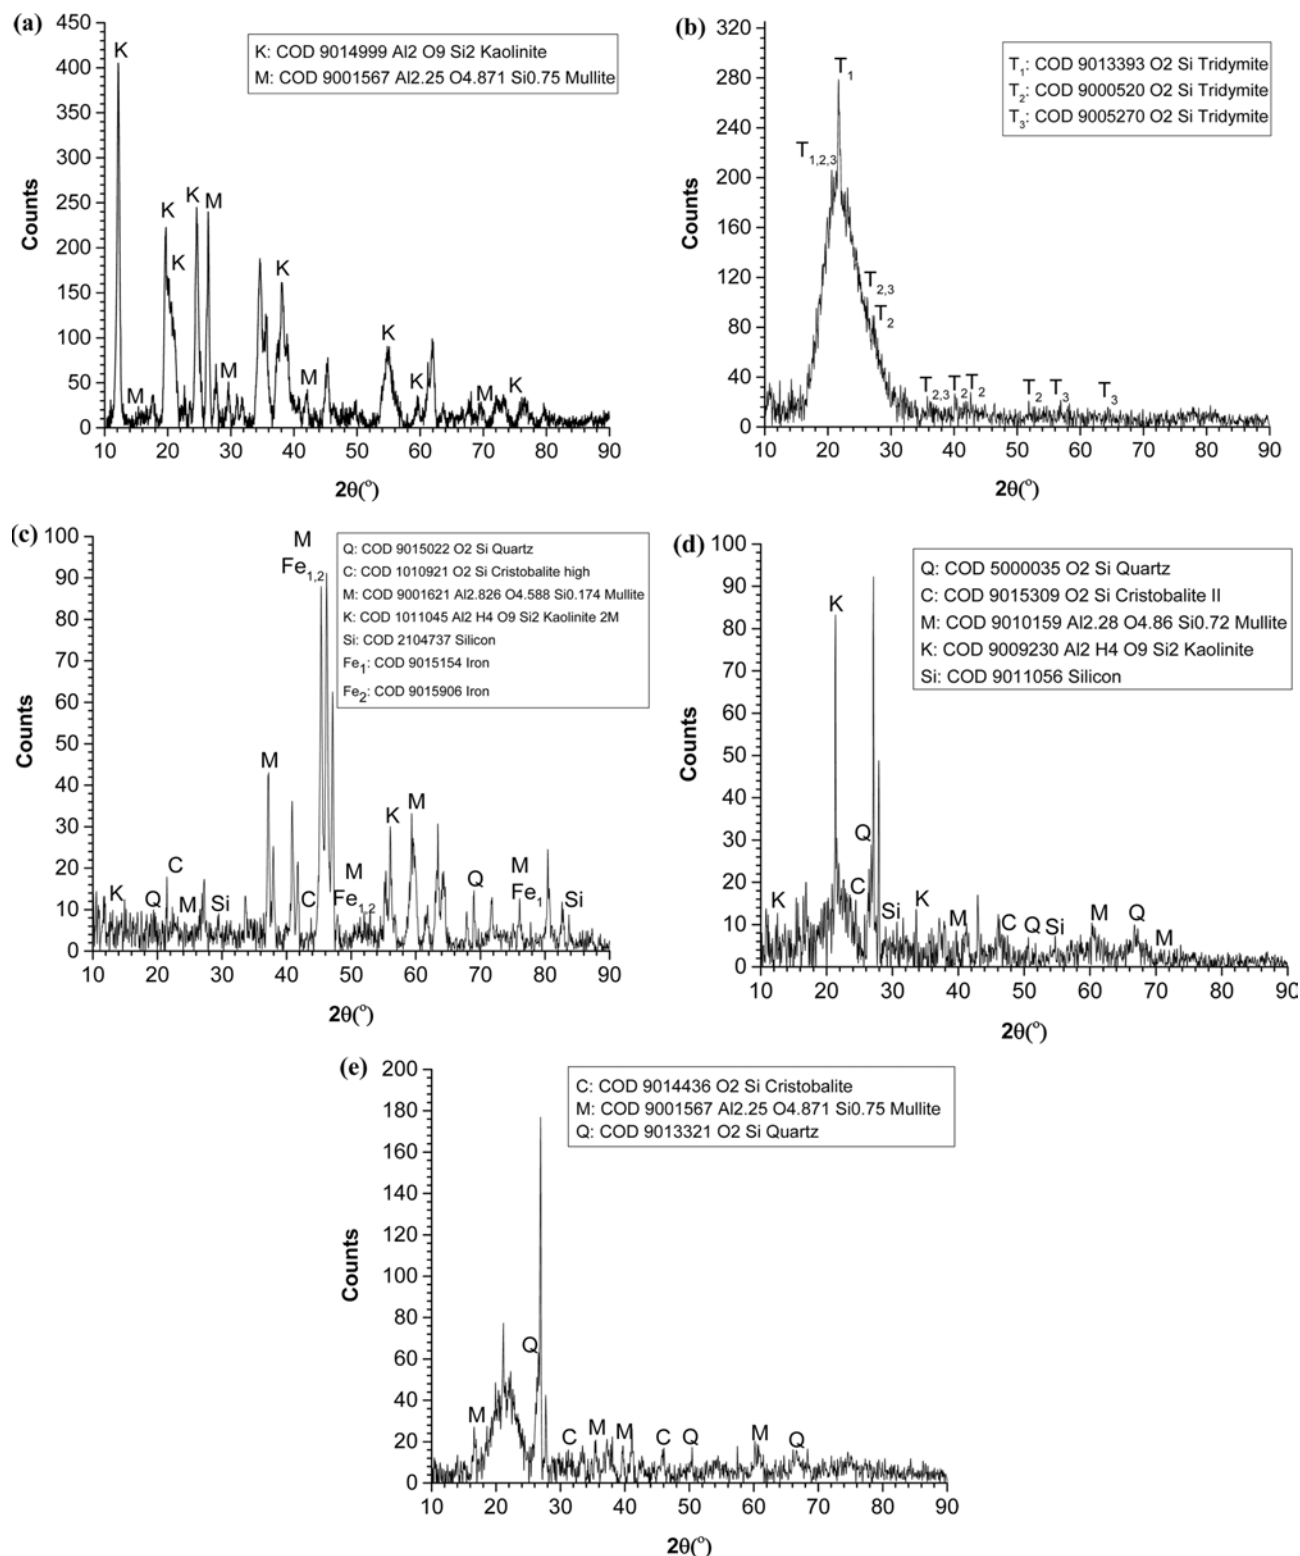 (a)
450
400
350
300
250
200
150
100
50
0
Counts
10 20 30 40 50 60 70 80 90
2θ(°)
K: COD 9014999 Al2 O9 Si2 Kaolinite
M: COD 9001567 Al2.25 O4.871 Si0.75 Mullite
K
K
K
K
M
K
M
M
M
K
K
M
K
(b)
320
280
240
200
160
120
80
40
0
Counts
10 20 30 40 50 60 70 80 90
2θ(°)
T1: COD 9013393 O2 Si Tridymite
T2: COD 9000520 O2 Si Tridymite
T3: COD 9005270 O2 Si Tridymite
T1
T1,2,3
T2,3
T2
T2,3
T2
T2
T2
T3
T3
(c)
100
90
80
70
60
50
40
30
20
10
0
Counts
10 20 30 40 50 60 70 80 90
2θ(°)
Q: COD 9015022 O2 Si Quartz
C: COD 1010921 O2 Si Cristobalite high
M: COD 9001621 Al2.826 O4.588 Si0.174 Mullite
K: COD 1011045 Al2 H4 O9 Si2 Kaolinite 2M
Si: COD 2104737 Silicon
Fe1: COD 9015154 Iron
Fe2: COD 9015906 Iron
M
Fe1,2
K
Q
C
M
Si
M
C
M
Fe1,2
K
M
Q
M
Fe1
Si
(d)
100
90
80
70
60
50
40
30
20
10
0
Counts
10 20 30 40 50 60 70 80 90
2θ(°)
Q: COD 5000035 O2 Si Quartz
C: COD 9015309 O2 Si Cristobalite II
M: COD 9010159 Al2.28 O4.86 Si0.72 Mullite
K: COD 9009230 Al2 H4 O9 Si2 Kaolinite
Si: COD 9011056 Silicon
K
K
Q
C
Si
K
M
C
Q
Si
M
Q
M
(e)
200
180
160
140
120
100
80
60
40
20
0
Counts
10 20 30 40 50 60 70 80 90
2θ(°)
C: COD 9014436 O2 Si Cristobalite
M: COD 9001567 Al2.25 O4.871 Si0.75 Mullite
Q: COD 9013321 O2 Si Quartz
M
Q
C
M
M
C
Q
M
Q